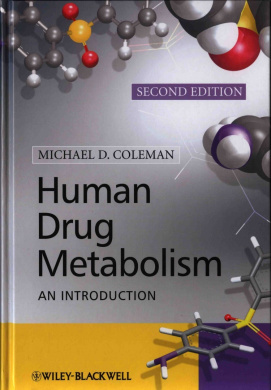 SECOND EDITION
MICHAEL D. COLEMAN
Human
Drug
Metabolism
AN INTRODUCTION
WILEY-BLACKWELL